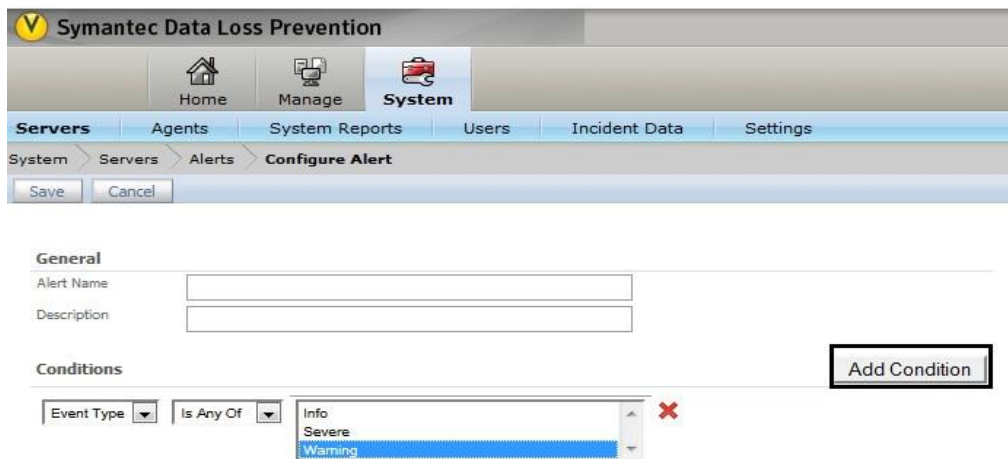 Symantec Data Loss Prevention
Home Manage System
Servers Agents System Reports Users Incident Data Settings
System Servers Alerts Configure Alert
Save Cancel
General
Alert Name
Description
Conditions Add Condition
Event Type Is Any Of Info
Severe
Warning